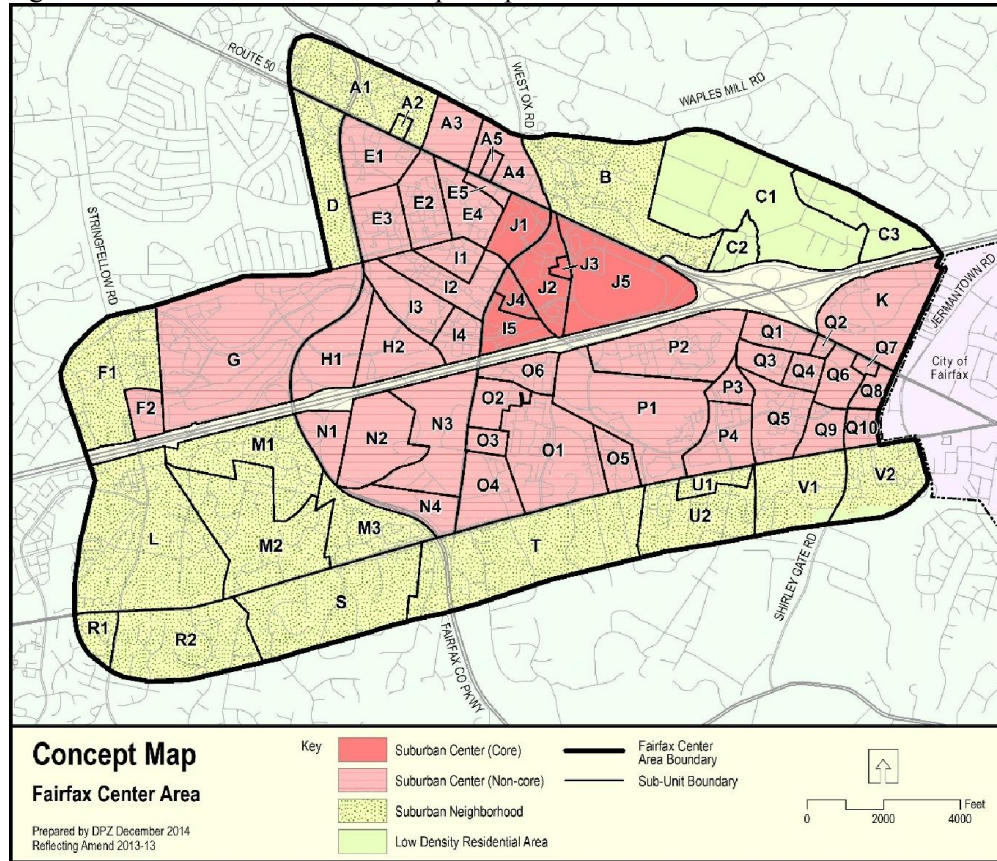 ROUTE 50
WEST OX RD
WAPLES MILL RD
A1
A2
A3
A5
A4
E1
B
C1
D
E5
E2
E3
E4
C2
C3
STRINGFELLOW RD
J1
I1
J3
J2
J5
JERMANTOWN RD
I2
J4
K
I3
I5
I4
G
H1
H2
Q1
Q2
Q7
City of
Fairfax
P2
F1
O6
Q3
Q4
Q6
Q8
F2
O2
P3
P1
N1
N2
N3
Q5
Q9
Q10
O3
O1
P4
M1
O5
O4
U1
V1
V2
N4
M3
U2
L
M2
T
S
R1
R2
FAIRFAX CO PKWY
SHIRLEY GATE RD
Concept Map
Fairfax Center Area
Prepared by DPZ December 2014
Reflecting Amend 2013-13
Key
Suburban Center (Core)
Suburban Center (Non-core)
Suburban Neighborhood
Low Density Residential Area
Fairfax Center
Area Boundary
Sub-Unit Boundary
Feet
0 2000 4000